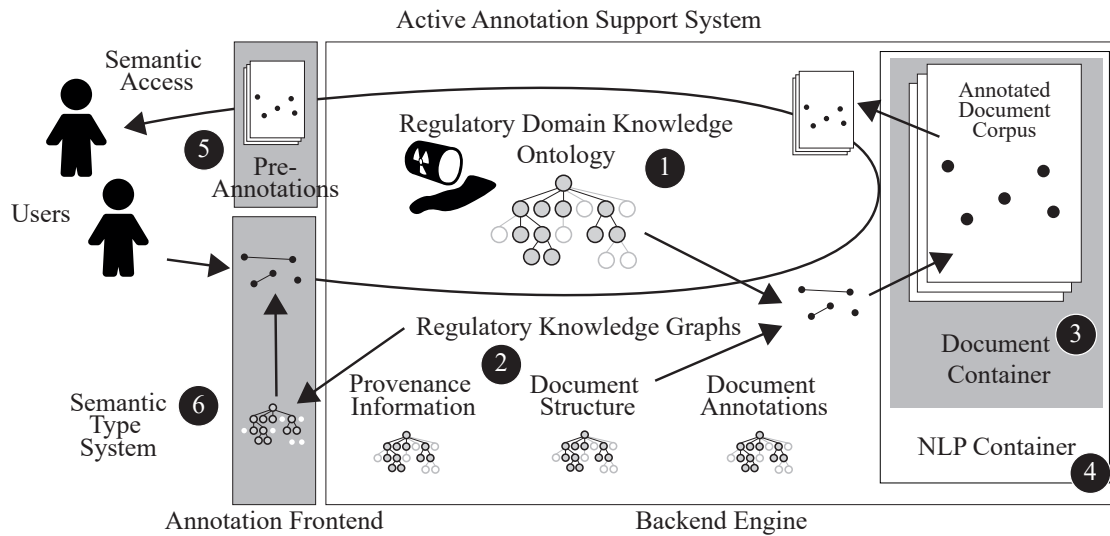 Active Annotation Support System
Semantic
Access
5
Pre-
Annotations
Users
Regulatory Domain Knowledge
Ontology
1
Annotated
Document
Corpus
Regulatory Knowledge Graphs
2
Provenance
Information
Document
Structure
Document
Annotations
Document
Container
3
NLP Container
4
Semantic
Type
System
6
Annotation Frontend
Backend Engine